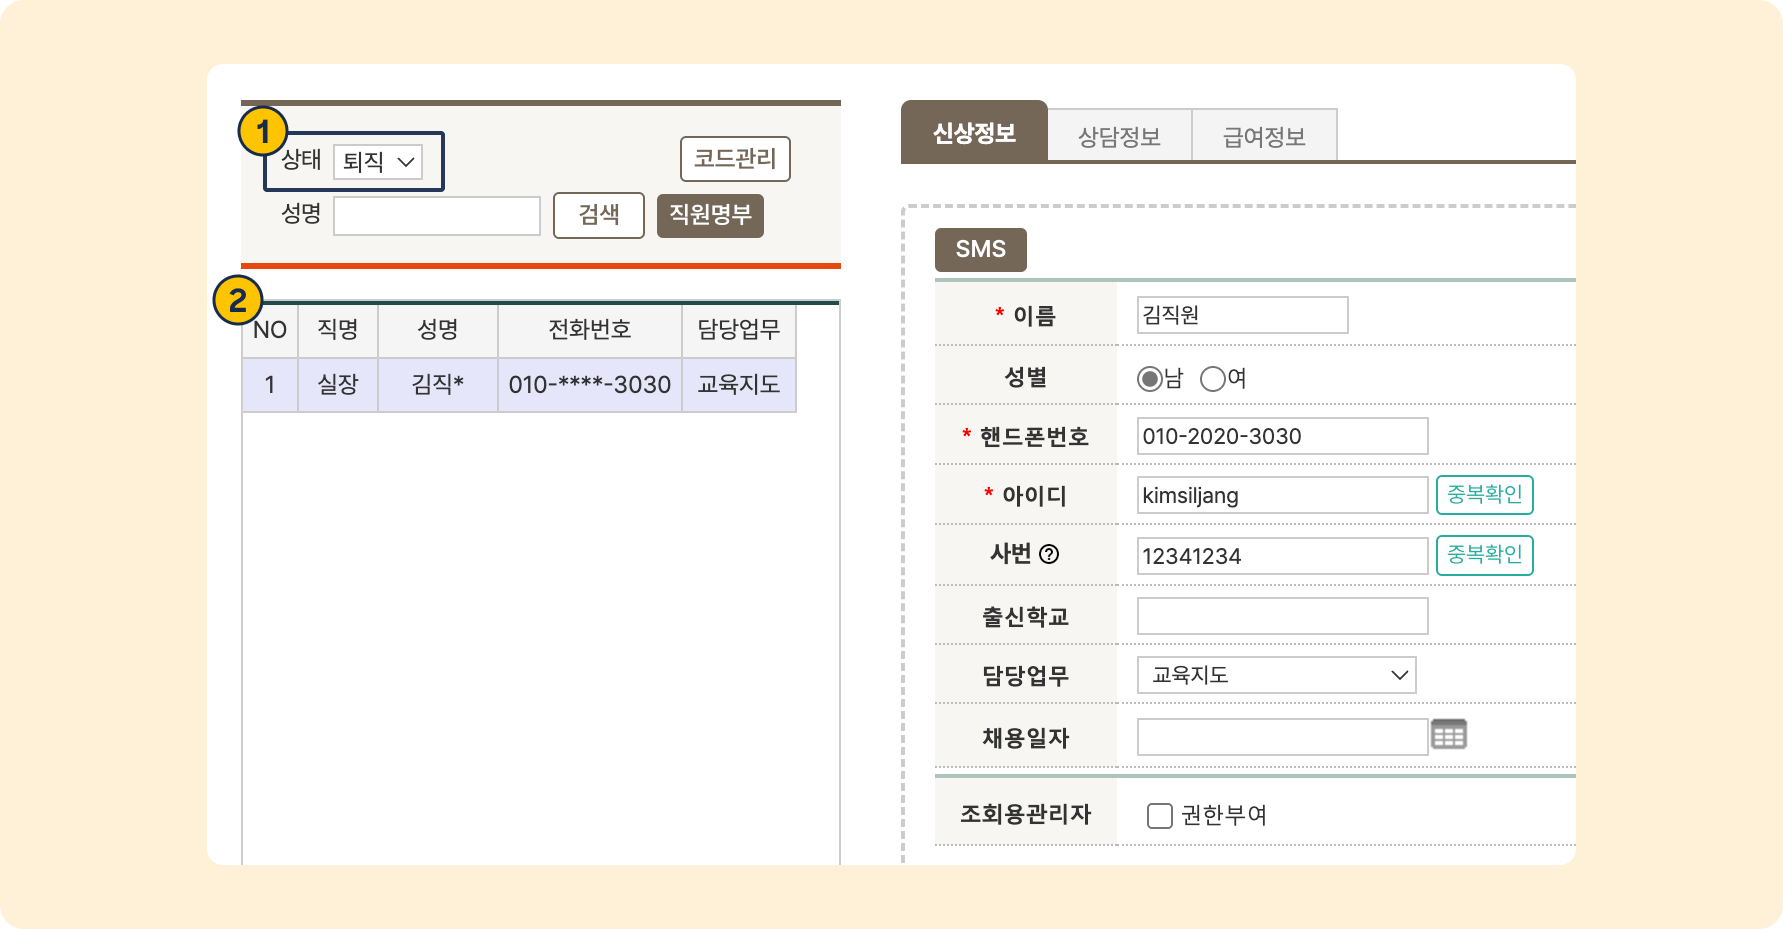 1
상태 퇴직 코드관리
성명 검색 직원명부
2
NO 직명 성명 전화번호 담당업무
1 실장 김직* 010-****-3030 교육지도
신상정보 상담정보 급여정보
SMS
* 이름 김직원
성별 남 여
* 핸드폰번호 010-2020-3030
* 아이디 kimsiljang 중복확인
사번 ? 12341234 중복확인
출신학교
담당업무 교육지도
채용일자
조회용관리자 권한부여